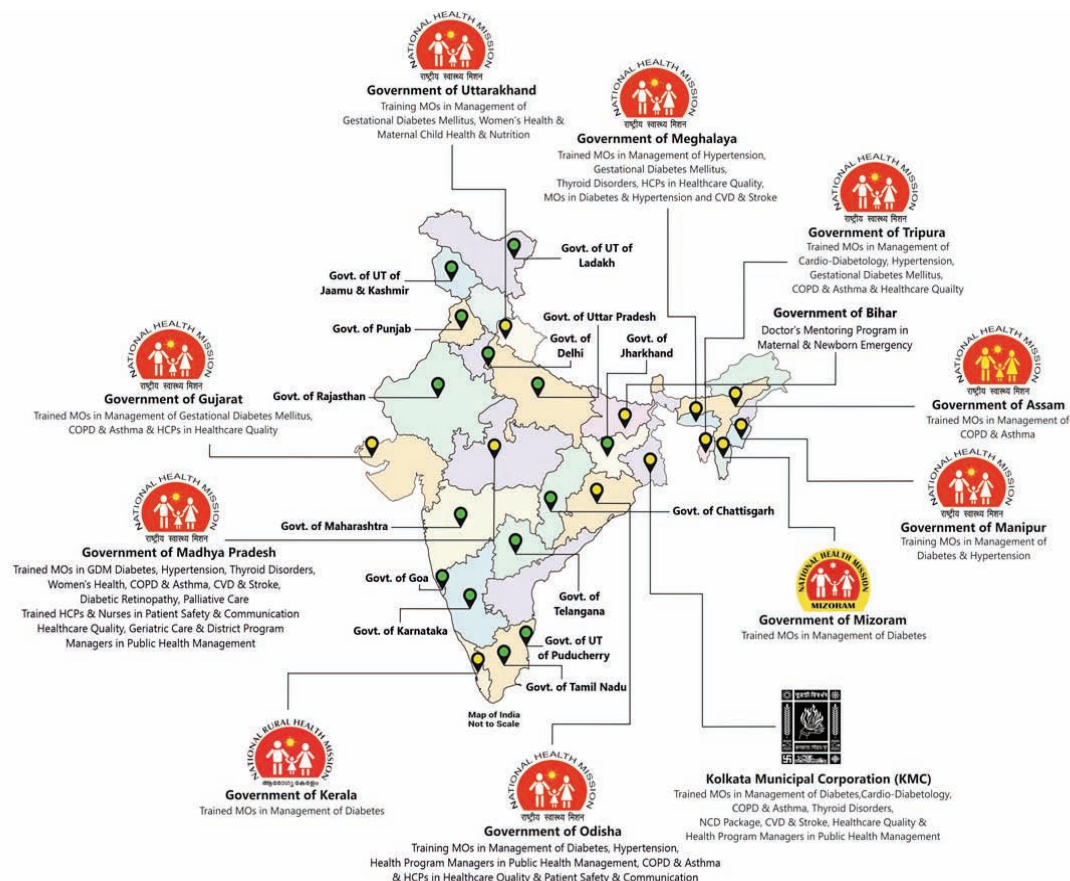 NATIONAL HEALTH MISSION
राष्ट्रीय स्वास्थ्य मिशन
Government of Uttarakhand
Training MOs in Management of
Gestational Diabetes Mellitus, Women's Health &
Maternal Child Health & Nutrition
NATIONAL HEALTH MISSION
राष्ट्रीय स्वास्थ्य मिशन
Government of Meghalaya
Trained MOs in Management of Hypertension,
Gestational Diabetes Mellitus,
Thyroid Disorders, HCPs in Healthcare Quality,
MOs in Diabetes & Hypertension and CVD & Stroke
NATIONAL HEALTH MISSION
राष्ट्रीय स्वास्थ्य मिशन
Government of Tripura
Trained MOs in Management of
Cardio-Diabetology, Hypertension,
Gestational Diabetes Mellitus,
COPD & Asthma & Healthcare Quailty
Government of Bihar
Doctor's Mentoring Program in
Maternal & Newborn Emergency
NATIONAL HEALTH MISSION
राष्ट्रीय स्वास्थ्य मिशन
Government of Assam
Trained MOs in Management of
COPD & Asthma
NATIONAL HEALTH MISSION
राष्ट्रीय स्वास्थ्य मिशन
Government of Manipur
Training MOs in Management of
Diabetes & Hypertension
NATIONAL HEALTH MISSION
MIZORAM
Government of Mizoram
Trained MOs in Management of Diabetes
NATIONAL HEALTH MISSION
राष्ट्रीय स्वास्थ्य मिशन
Government of Gujarat
Trained MOs in Management of Gestational Diabetes Mellitus,
COPD & Asthma & HCPs in Healthcare Quality
NATIONAL HEALTH MISSION
राष्ट्रीय स्वास्थ्य मिशन
Government of Madhya Pradesh
Trained MOs in GDM Diabetes, Hypertension, Thyroid Disorders,
Women's Health, COPD & Asthma, CVD & Stroke,
Diabetic Retinopathy, Palliative Care
Trained HCPs & Nurses in Patient Safety & Communication
Healthcare Quality, Geriatric Care & District Program
Managers in Public Health Management
Govt. of UT of
Ladakh
Govt. of UT of
Jaamu & Kashmir
Govt. of Punjab
Govt. of Uttar Pradesh
Govt. of
Delhi
Govt. of
Jharkhand
Govt. of Rajasthan
Govt. of Maharashtra
Govt. of Chattisgarh
Govt. of Goa
Govt. of
Telangana
Govt. of Karnataka
Govt. of UT
of Puducherry
Govt. of Tamil Nadu
Map of India
Not to Scale
NATIONAL RURAL HEALTH MISSION
ആരോഗ്യ കേരളം
Government of Kerala
Trained MOs in Management of Diabetes
NATIONAL HEALTH MISSION
राष्ट्रीय स्वास्थ्य मिशन
Government of Odisha
Training MOs in Management of Diabetes, Hypertension,
Health Program Managers in Public Health Management, COPD & Asthma
& HCPs in Healthcare Quality & Patient Safety & Communication
Kolkata Municipal Corporation (KMC)
Trained MOs in Management of Diabetes,Cardio-Diabetology,
COPD & Asthma, Thyroid Disorders,
NCD Package, CVD & Stroke, Healthcare Quality &
Health Program Managers in Public Health Management